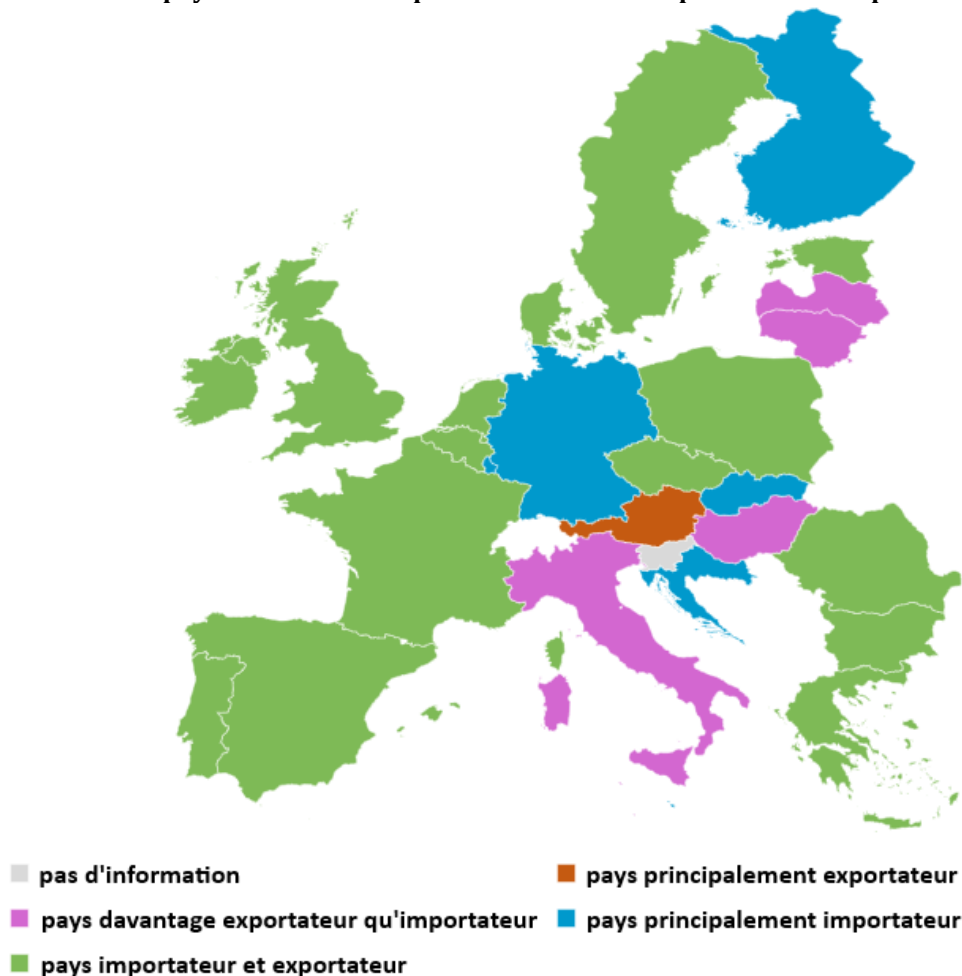 pas d'information
pays principalement exportateur
pays davantage exportateur qu'importateur
pays principalement importateur
pays importateur et exportateur